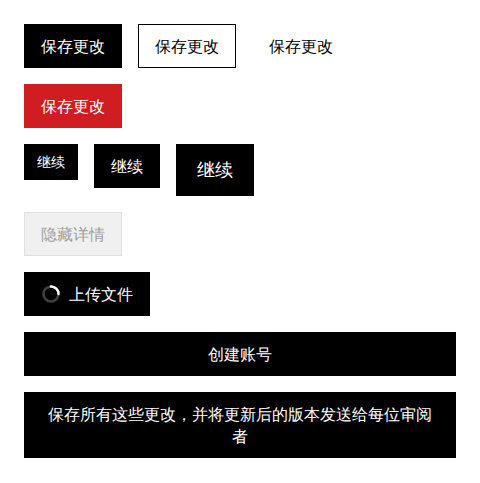 保存更改 保存更改 保存更改
保存更改
继续 继续 继续
隐藏详情
上传文件
创建账号
保存所有这些更改，并将更新后的版本发送给每位审阅
者